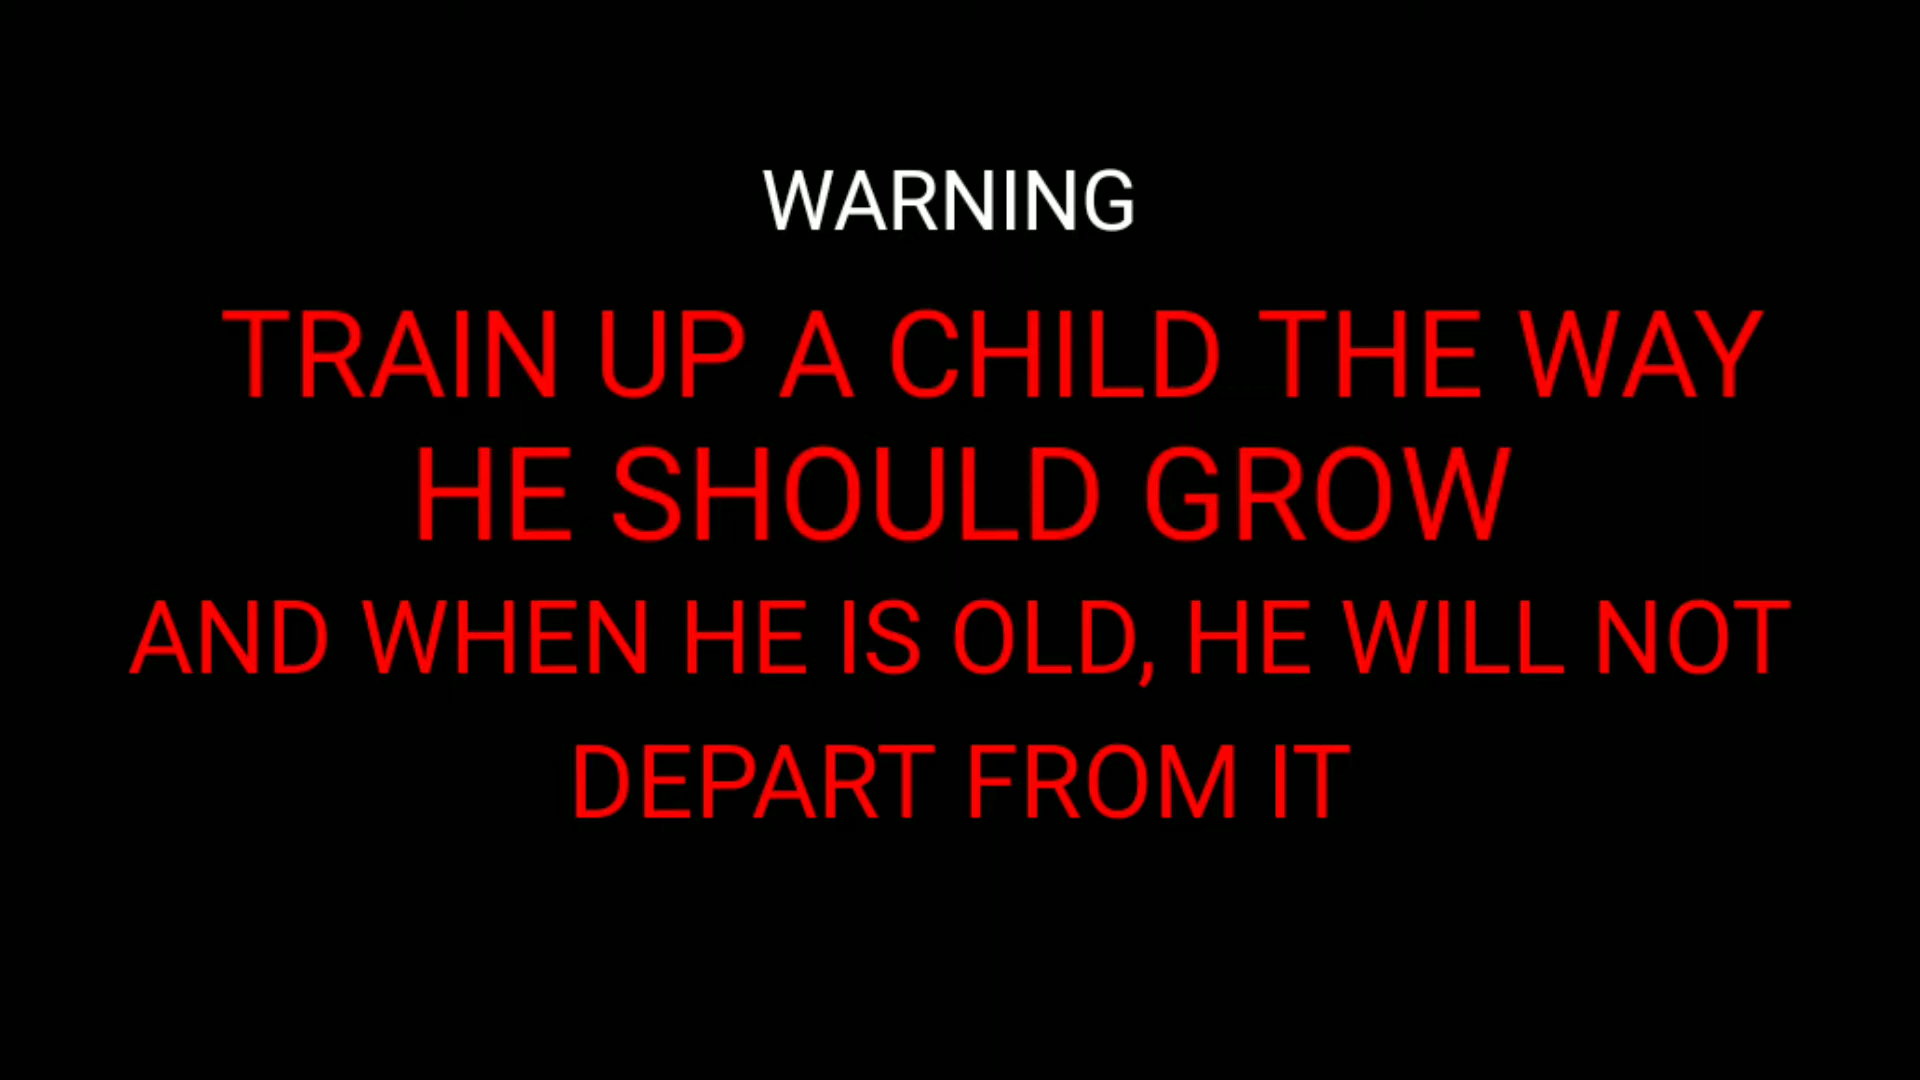 WARNING
TRAIN UP A CHILD THE WAY
HE SHOULD GROW
AND WHEN HE IS OLD, HE WILL NOT
DEPART FROM IT